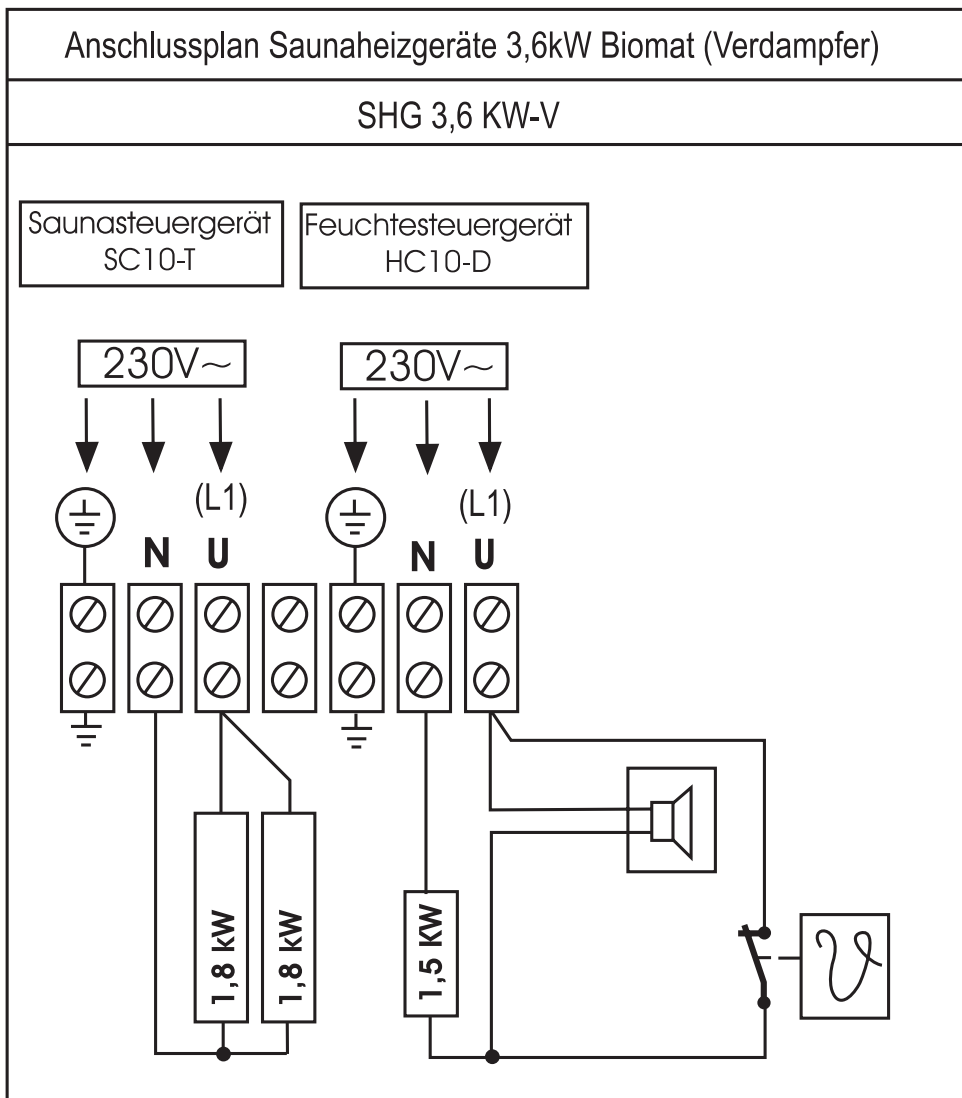 Anschlussplan Saunaheizgeräte 3,6kW Biomat (Verdampfer)
SHG 3,6 KW-V
Saunasteuergerät
SC10-T
Feuchtesteuergerät
HC10-D
230V~
230V~
(L1)
N U
(L1)
N U
1,8 kW
1,8 kW
1,5 KW